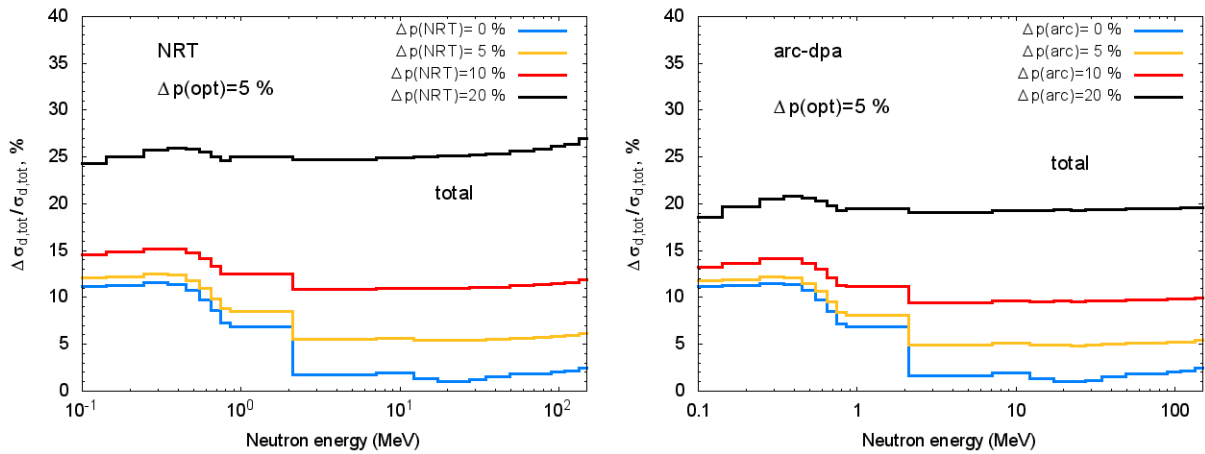 NRT
Δp(opt)=5 %
Δp(NRT)= 0 %
Δp(NRT)= 5 %
Δp(NRT)=10 %
Δp(NRT)=20 %
total
40
35
30
25
20
15
10
5
0
Δσd,tot/σd,tot, %
10-1
100
101
102
Neutron energy (MeV)
arc-dpa
Δp(opt)=5 %
Δp(arc)= 0 %
Δp(arc)= 5 %
Δp(arc)=10 %
Δp(arc)=20 %
total
40
35
30
25
20
15
10
5
0
Δσd,tot/σd,tot, %
0.1
1
10
100
Neutron energy (MeV)